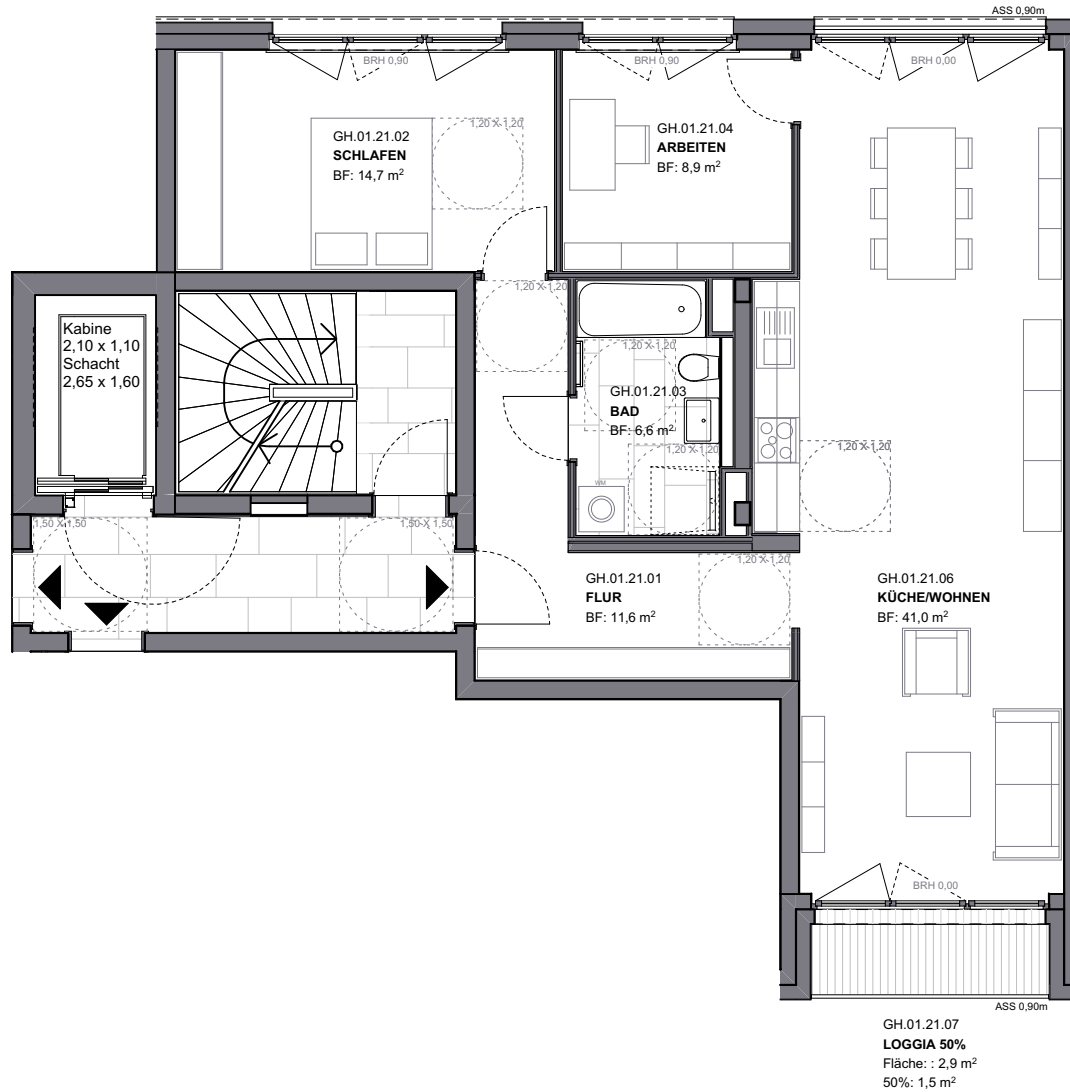 ASS 0,90m
BRH 0,90
BRH 0,90
BRH 0,00
1,20 X 1,20
GH.01.21.02
SCHLAFEN
BF: 14,7 m²
GH.01.21.04
ARBEITEN
BF: 8,9 m²
1,20 X 1,20
Kabine
2,10 x 1,10
Schacht
2,65 x 1,60
1,20 X 1,20
GH.01.21.03
BAD
BF: 6,6 m²
1,20 X 1,20
1,20 X 1,20
WM
1,50 X 1,50
1,50 X 1,50
1,20 X 1,20
GH.01.21.01
FLUR
BF: 11,6 m²
GH.01.21.06
KÜCHE/WOHNEN
BF: 41,0 m²
BRH 0,00
ASS 0,90m
GH.01.21.07
LOGGIA 50%
Fläche: : 2,9 m²
50%: 1,5 m²